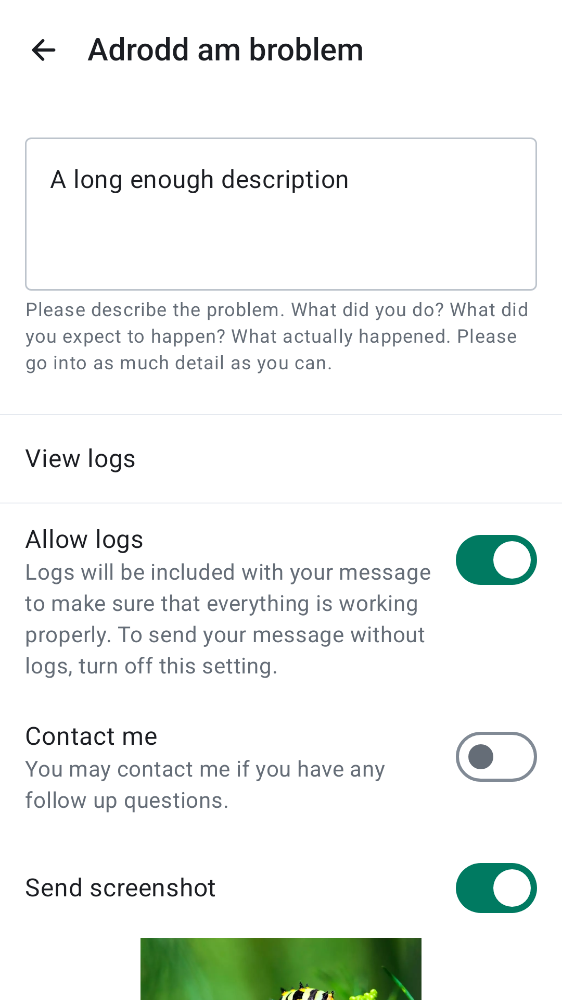 Adrodd am broblem
A long enough description
Please describe the problem. What did you do? What did
you expect to happen? What actually happened. Please
go into as much detail as you can.
View logs
Allow logs
Logs will be included with your message
to make sure that everything is working
properly. To send your message without
logs, turn off this setting.
Contact me
You may contact me if you have any
follow up questions.
Send screenshot